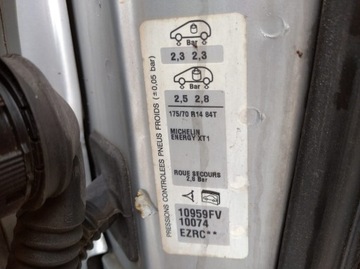 Bar
2,3 2,3
Bar
2,5 2,8
175/70 R14 84T
MICHELIN
ENERGY XT1
ROUE SECOURS
2,8 Bar
10959FV
10074
EZRC**
PRESSIONS CONTROLEES PNEUS FROIDS (±0,05 bar)